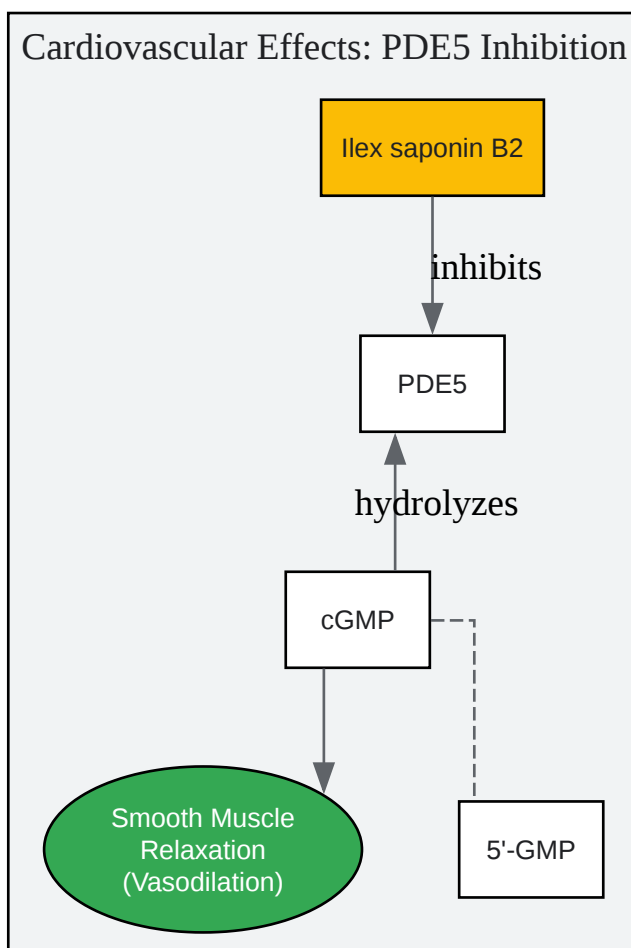 Cardiovascular Effects: PDE5 Inhibition
Ilex saponin B2
inhibits
PDE5
hydrolyzes
cGMP
Smooth Muscle
Relaxation
(Vasodilation)
5'-GMP